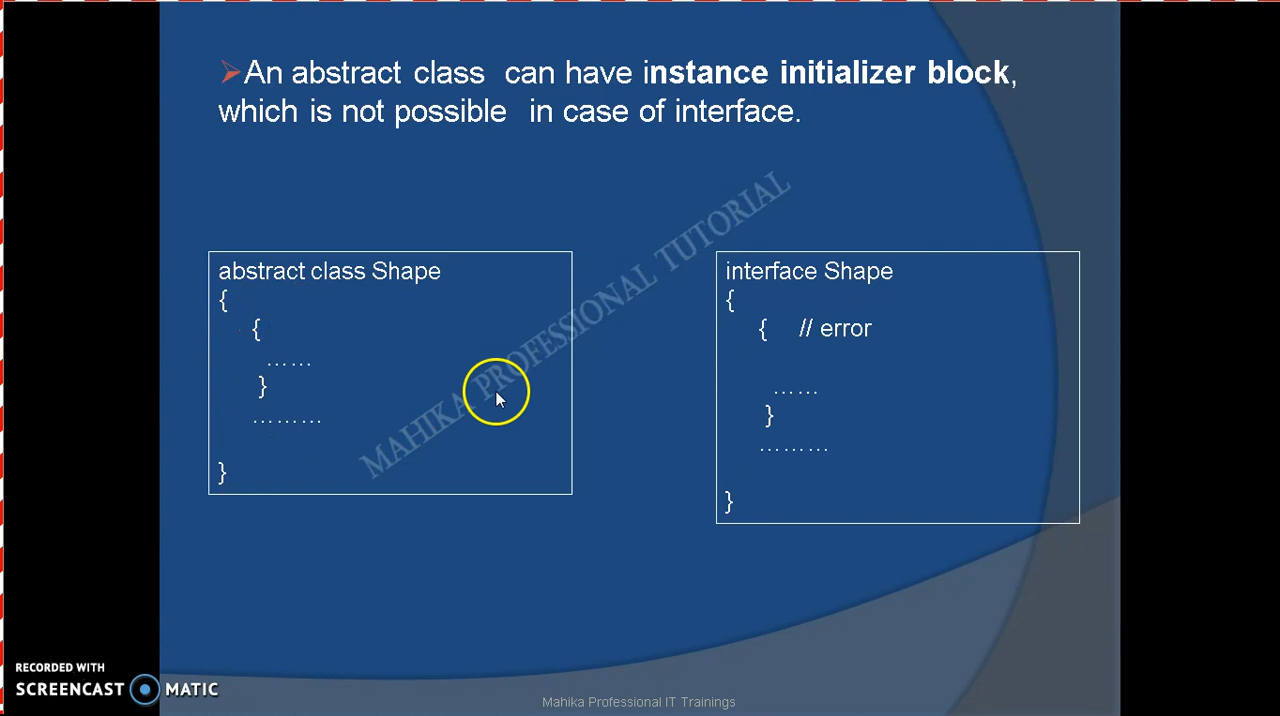 ➢An abstract class can have instance initializer block,
which is not possible in case of interface.
abstract class Shape
{
{
……
}
………
}
interface Shape
{
{ // error
……
}
………
}
MAHIKA PROFESSIONAL TUTORIAL
RECORDED WITH
SCREENCAST MATIC
Mahika Professional IT Trainings